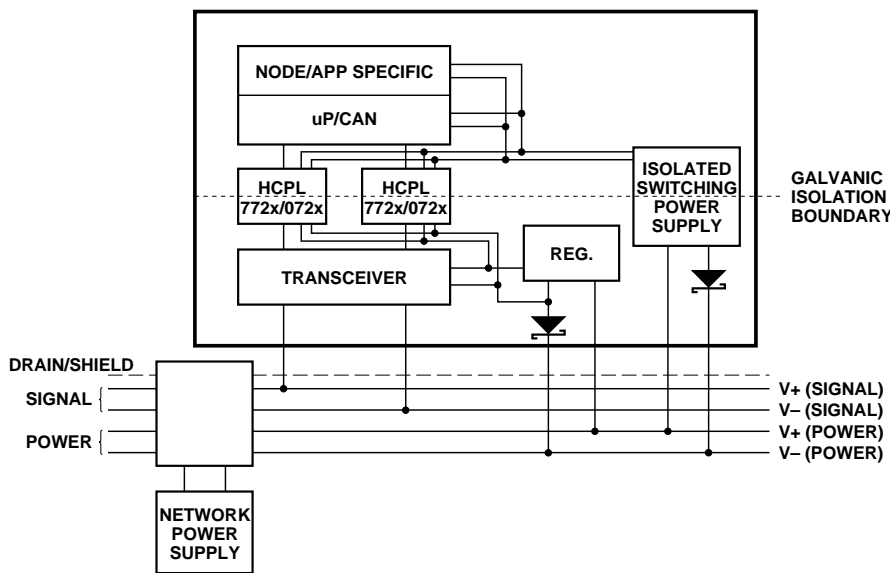 NODE/APP SPECIFIC
uP/CAN
HCPL
772x/072x
HCPL
772x/072x
ISOLATED
SWITCHING
POWER
SUPPLY
GALVANIC
ISOLATION
BOUNDARY
TRANSCEIVER
REG.
DRAIN/SHIELD
SIGNAL
POWER
V+ (SIGNAL)
V– (SIGNAL)
V+ (POWER)
V– (POWER)
NETWORK
POWER
SUPPLY